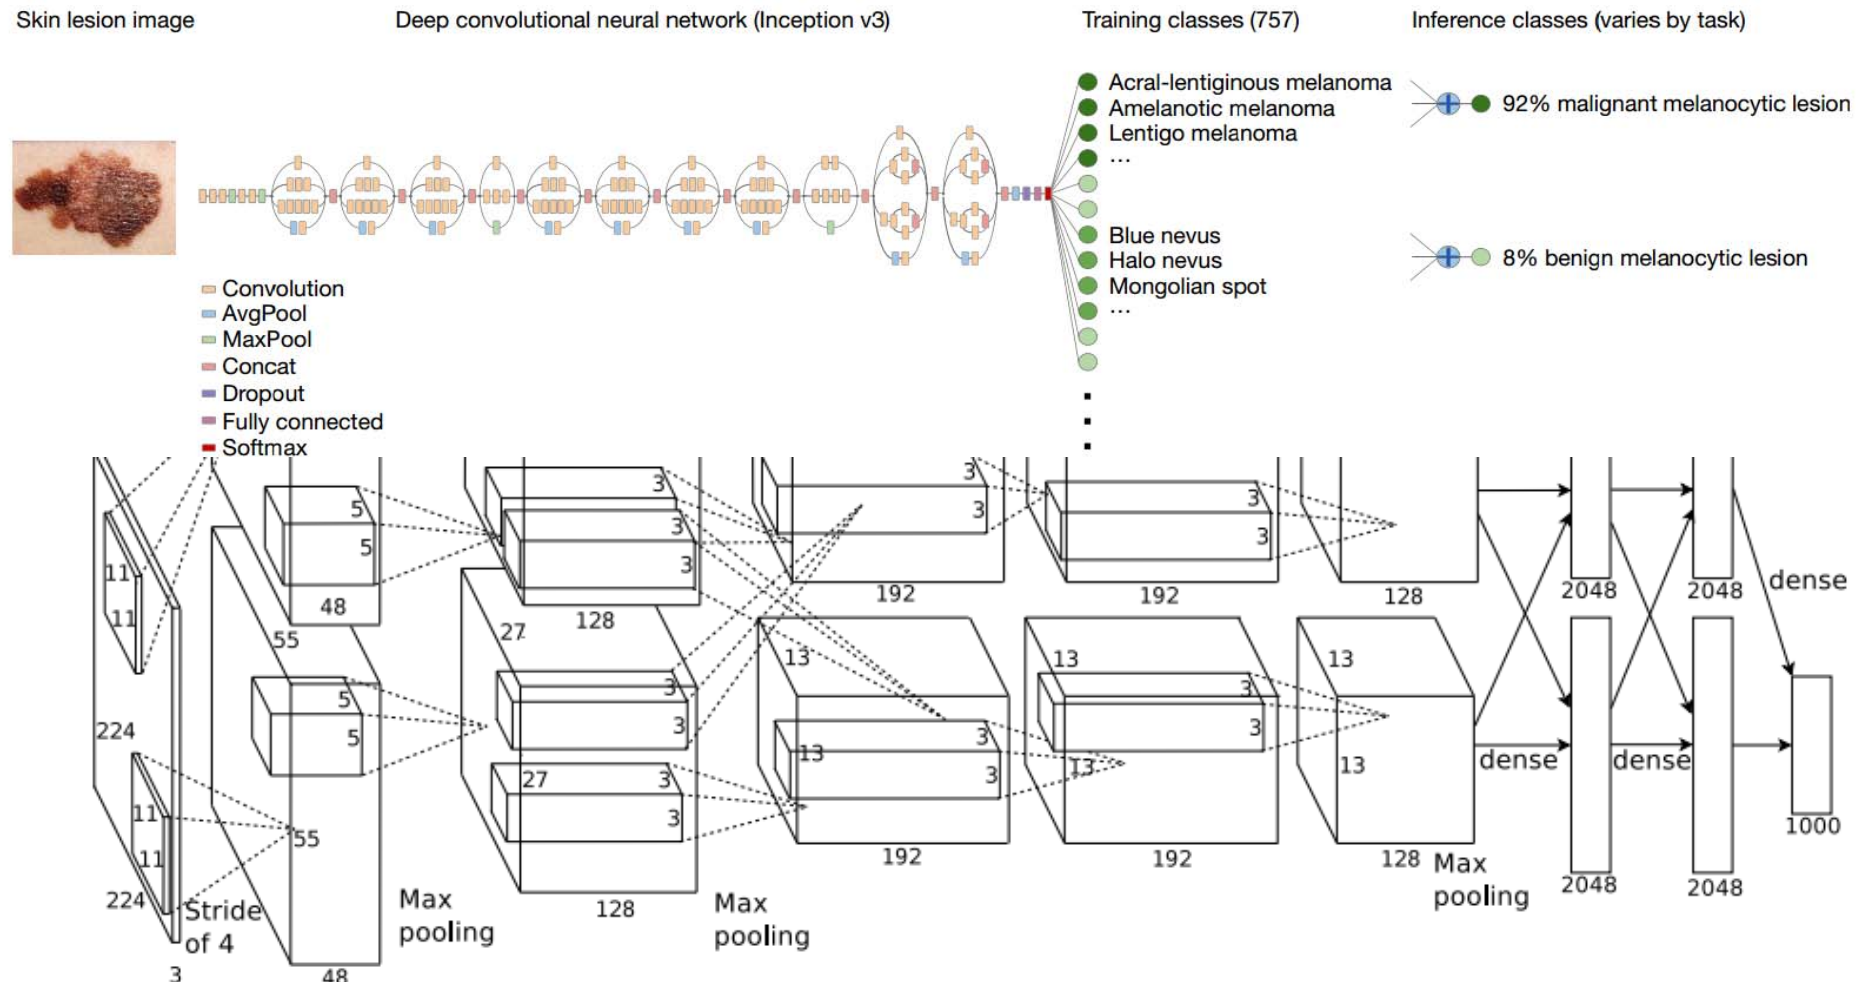 Skin lesion image
Deep convolutional neural network (Inception v3)
Training classes (757)
Inference classes (varies by task)
Acral-lentiginous melanoma
Amelanotic melanoma
Lentigo melanoma
...
Blue nevus
Halo nevus
Mongolian spot
...
92% malignant melanocytic lesion
8% benign melanocytic lesion
Convolution
AvgPool
MaxPool
Concat
Dropout
Fully connected
Softmax
11
11
5
5
48
3
3
3
128
3
3
192
3
3
192
128
2048
2048
dense
224
11
11
224
3
Stride
of 4
55
5
5
55
48
Max
pooling
27
3
3
27
3
3
128
Max
pooling
13
13
3
3
192
13
3
3
13
192
13
13
128
Max
pooling
dense
2048
dense
2048
1000